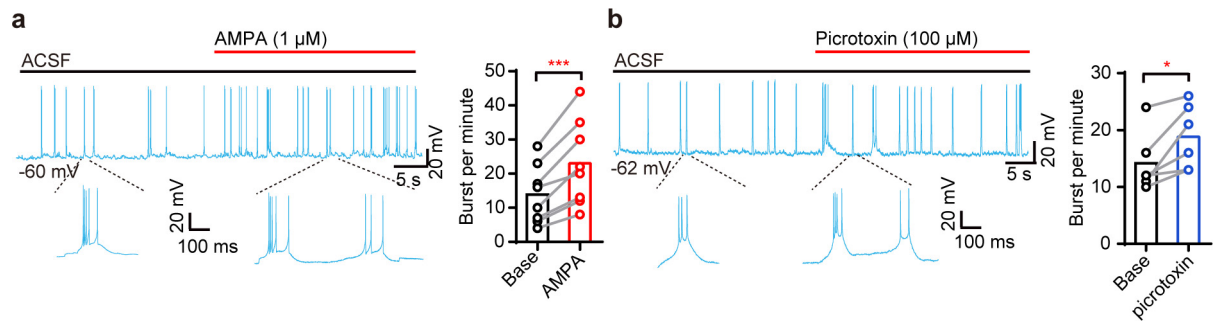 a
AMPA (1 μM)
ACSF
-60 mV
20 mV
5 s
20 mV
100 ms
Burst per minute
50
40
30
20
10
0
***
Base
AMPA
b
Picrotoxin (100 μM)
ACSF
-62 mV
20 mV
5 s
20 mV
100 ms
Burst per minute
30
20
10
0
*
Base
picrotoxin